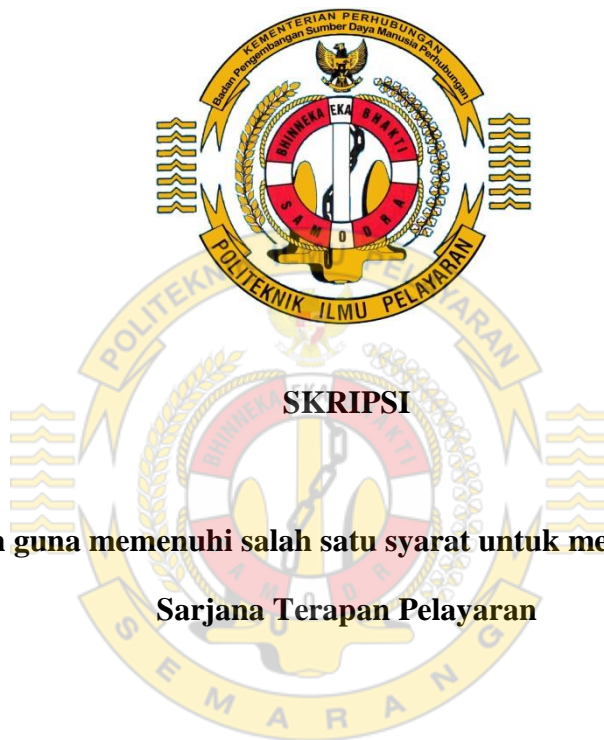 KEMENTERIAN PERHUBUNGAN
Badan Pengembangan Sumber Daya Manusia Perhubungan
BHINNEKA EKA BHAKTI
SAMODRA
POLITEKNIK ILMU PELAYARAN
SKRIPSI
guna memenuhi salah satu syarat untuk
Sarjana Terapan Pelayaran
SEMARANG